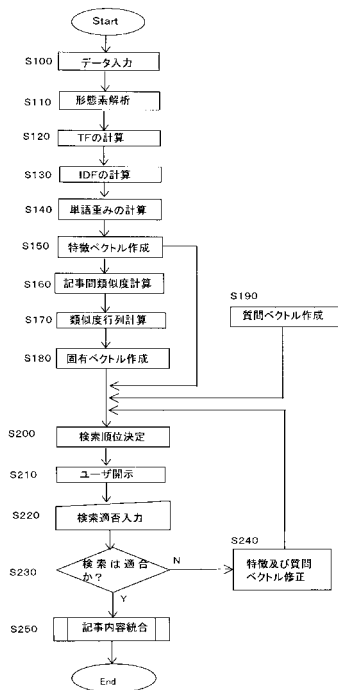 Start
S100
データ入力
S110
形態素解析
S120
TFの計算
S130
IDFの計算
S140
単語重みの計算
S150
特徴ベクトル作成
S160
記事間類似度計算
S190
質問ベクトル作成
S170
類似度行列計算
S180
固有ベクトル作成
S200
検索順位決定
S210
ユーザ開示
S220
検索適否入力
S240
特徴及び質問
ベクトル修正
S230
検索は適合
か?
N
Y
S250
記事内容統合
End